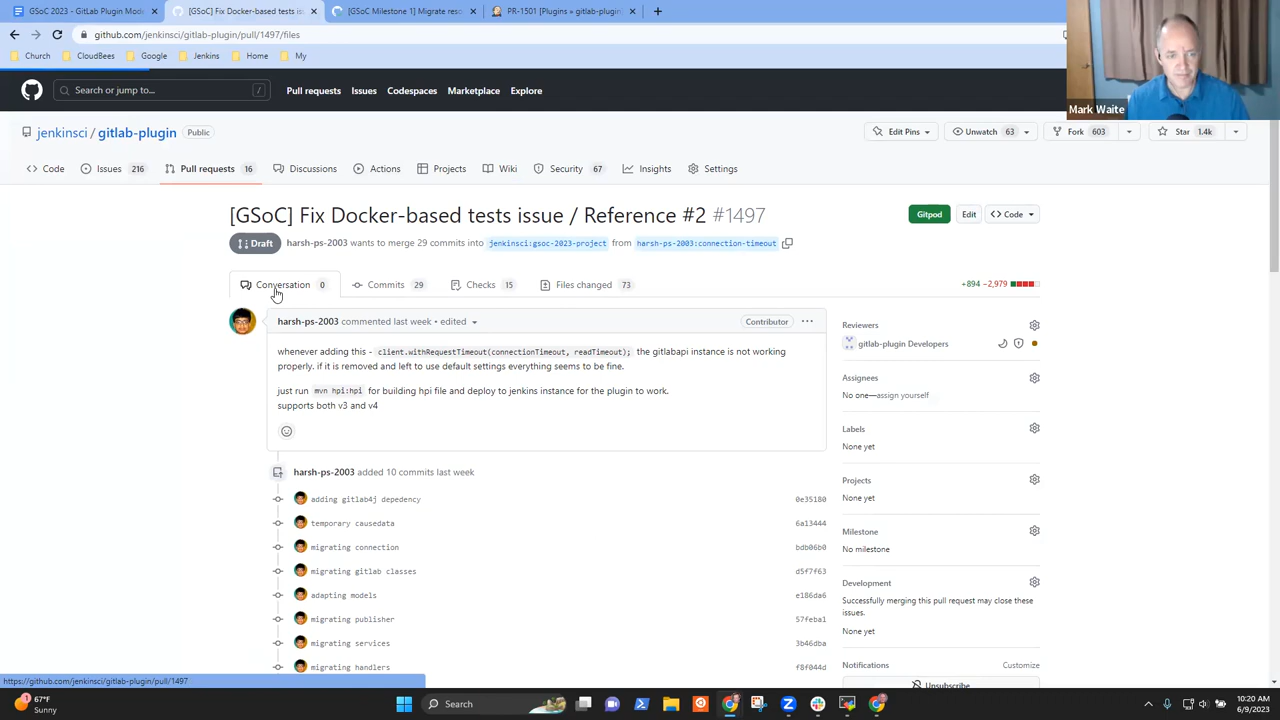 GSoC 2023 - GitLab Plugin Mode
[GSoC] Fix Docker-based tests is
[GSoC Milestone 1] Migrate reso
PR-1501 [Plugins » gitlab-plugin
github.com/jenkinsci/gitlab-plugin/pull/1497/files
Church CloudBees Google Jenkins Home My
Mark Waite
Search or jump to... / Pull requests Issues Codespaces Marketplace Explore
jenkinsci / gitlab-plugin Public Edit Pins Unwatch 63 Fork 603 Star 1.4k
Code Issues 216 Pull requests 16 Discussions Actions Projects Wiki Security 67 Insights Settings
[GSoC] Fix Docker-based tests issue / Reference #2 #1497 Gitpod Edit <> Code
Draft harsh-ps-2003 wants to merge 29 commits into jenkinsci:gsoc-2023-project from harsh-ps-2003:connection-timeout
Conversation 0 Commits 29 Checks 15 Files changed 73 +894 −2,979
harsh-ps-2003 commented last week • edited Contributor
whenever adding this - client.withRequestTimeout(connectionTimeout, readTimeout); the gitlabapi instance is not working
properly. if it is removed and left to use default settings everything seems to be fine.
just run mvn hpi:hpi for building hpi file and deploy to jenkins instance for the plugin to work.
supports both v3 and v4
harsh-ps-2003 added 10 commits last week
adding gitlab4j depedency 0e35180
temporary causedata 6a13444
migrating connection bdb06b0
migrating gitlab classes d5f7f63
adapting models e186da6
migrating publisher 57feba1
migrating services 3b46dba
migrating handlers f8f044d
Reviewers
gitlab-plugin Developers
Assignees
No one—assign yourself
Labels
None yet
Projects
None yet
Milestone
No milestone
Development
Successfully merging this pull request may close these
issues.
None yet
Notifications Customize
Unsubscribe
https://github.com/jenkinsci/gitlab-plugin/pull/1497
67°F
Sunny
Search
10:20 AM
6/9/2023